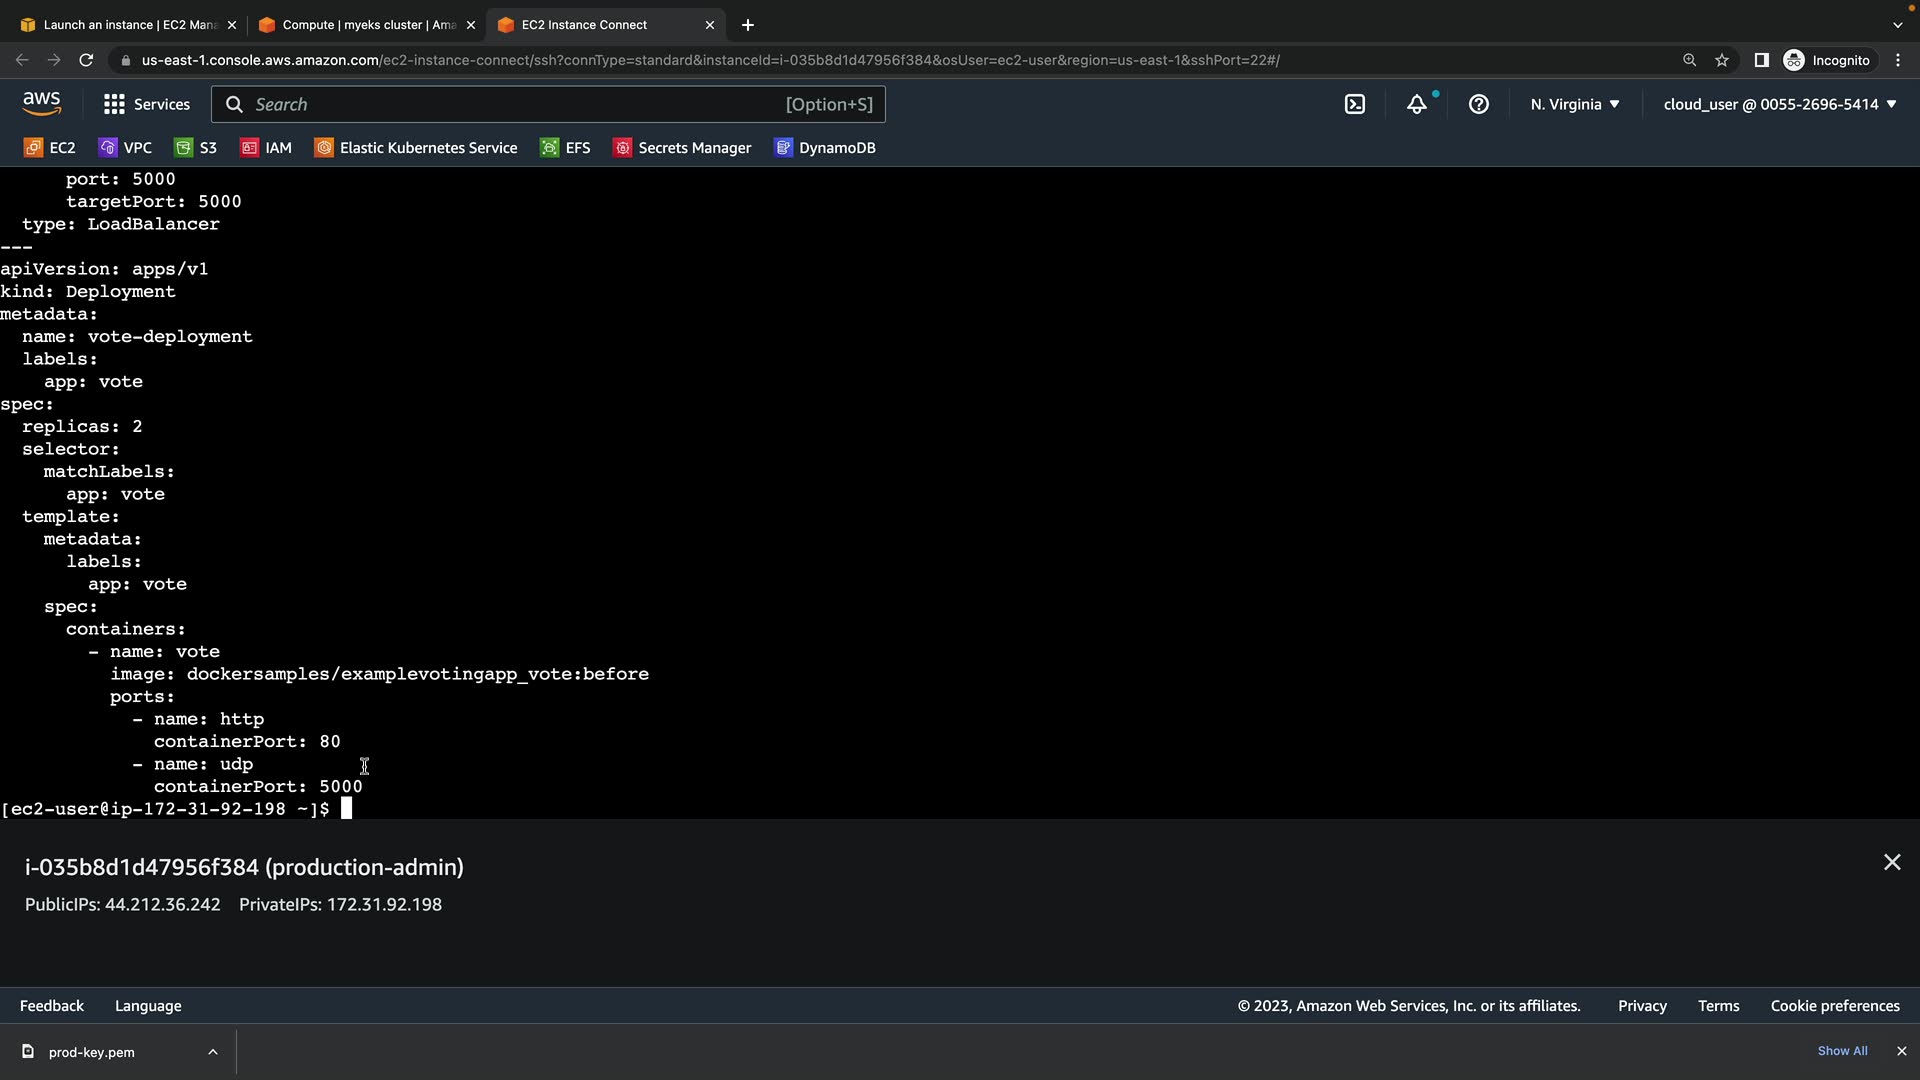 Launch an instance | EC2 Mana
Compute | myeks cluster | Ama
EC2 Instance Connect
us-east-1.console.aws.amazon.com/ec2-instance-connect/ssh?connType=standard&instanceId=i-035b8d1d47956f384&osUser=ec2-user&region=us-east-1&sshPort=22#/
Incognito
aws
Services
Search
[Option+S]
N. Virginia
cloud_user @ 0055-2696-5414
EC2
VPC
S3
IAM
Elastic Kubernetes Service
EFS
Secrets Manager
DynamoDB
port: 5000
targetPort: 5000
type: LoadBalancer
---
apiVersion: apps/v1
kind: Deployment
metadata:
name: vote-deployment
labels:
app: vote
spec:
replicas: 2
selector:
matchLabels:
app: vote
template:
metadata:
labels:
app: vote
spec:
containers:
- name: vote
image: dockersamples/examplevotingapp_vote:before
ports:
- name: http
containerPort: 80
- name: udp
containerPort: 5000
[ec2-user@ip-172-31-92-198 ~]$
i-035b8d1d47956f384 (production-admin)
PublicIPs: 44.212.36.242 PrivateIPs: 172.31.92.198
Feedback
Language
© 2023, Amazon Web Services, Inc. or its affiliates.
Privacy
Terms
Cookie preferences
prod-key.pem
Show All